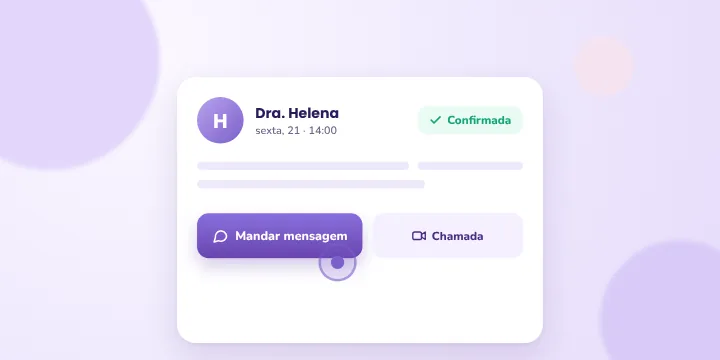 H
Dra. Helena
sexta, 21 · 14:00
Confirmada
Mandar mensagem
Chamada